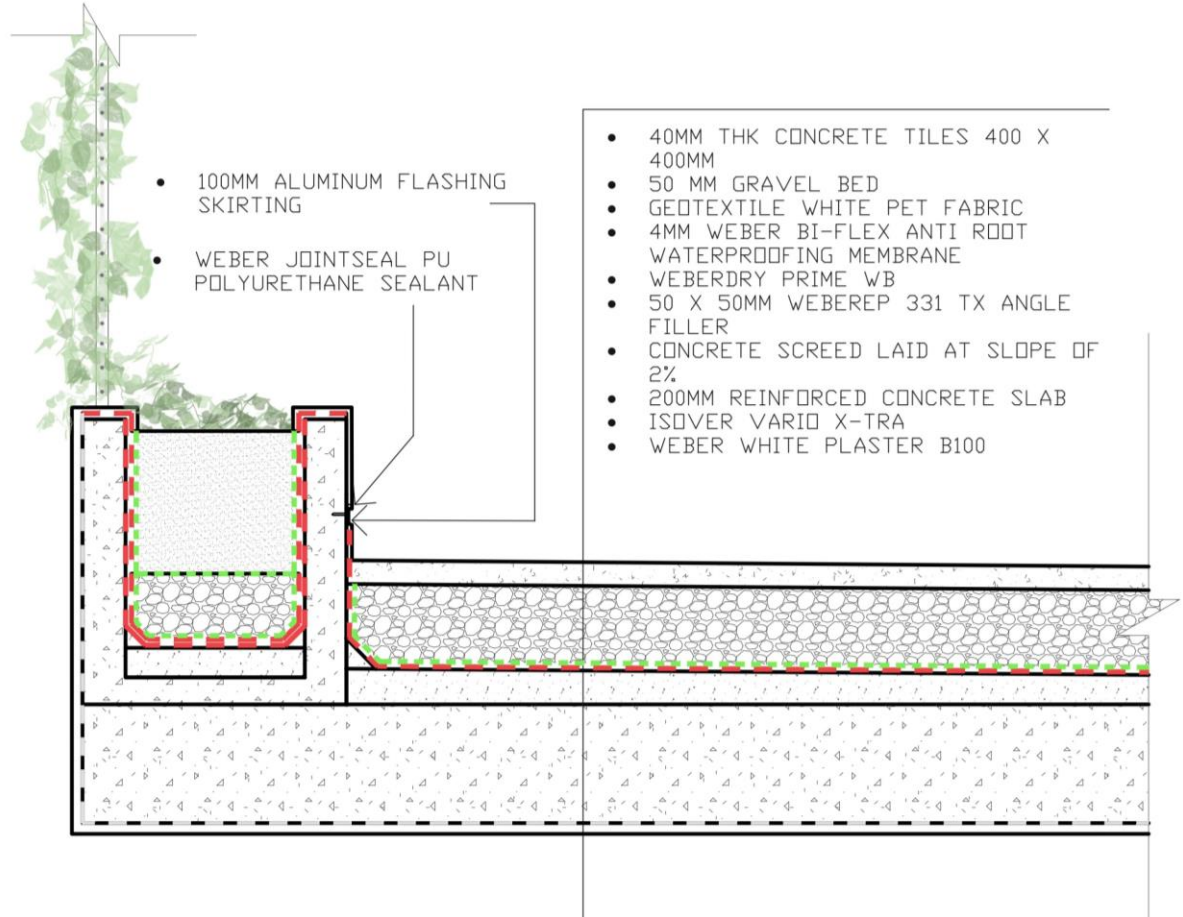 • 100MM ALUMINUM FLASHING
SKIRTING
• WEBER JOINTSEAL PU
POLYURETHANE SEALANT
• 40MM THK CONCRETE TILES 400 X
400MM
• 50 MM GRAVEL BED
• GEOTEXTILE WHITE PET FABRIC
• 4MM WEBER BI-FLEX ANTI ROOT
WATERPROOFING MEMBRANE
• WEBERDRY PRIME WB
• 50 X 50MM WEBEREP 331 TX ANGLE
FILLER
• CONCRETE SCREED LAID AT SLOPE OF
2%
• 200MM REINFORCED CONCRETE SLAB
• ISOVER VARIO X-TRA
• WEBER WHITE PLASTER B100